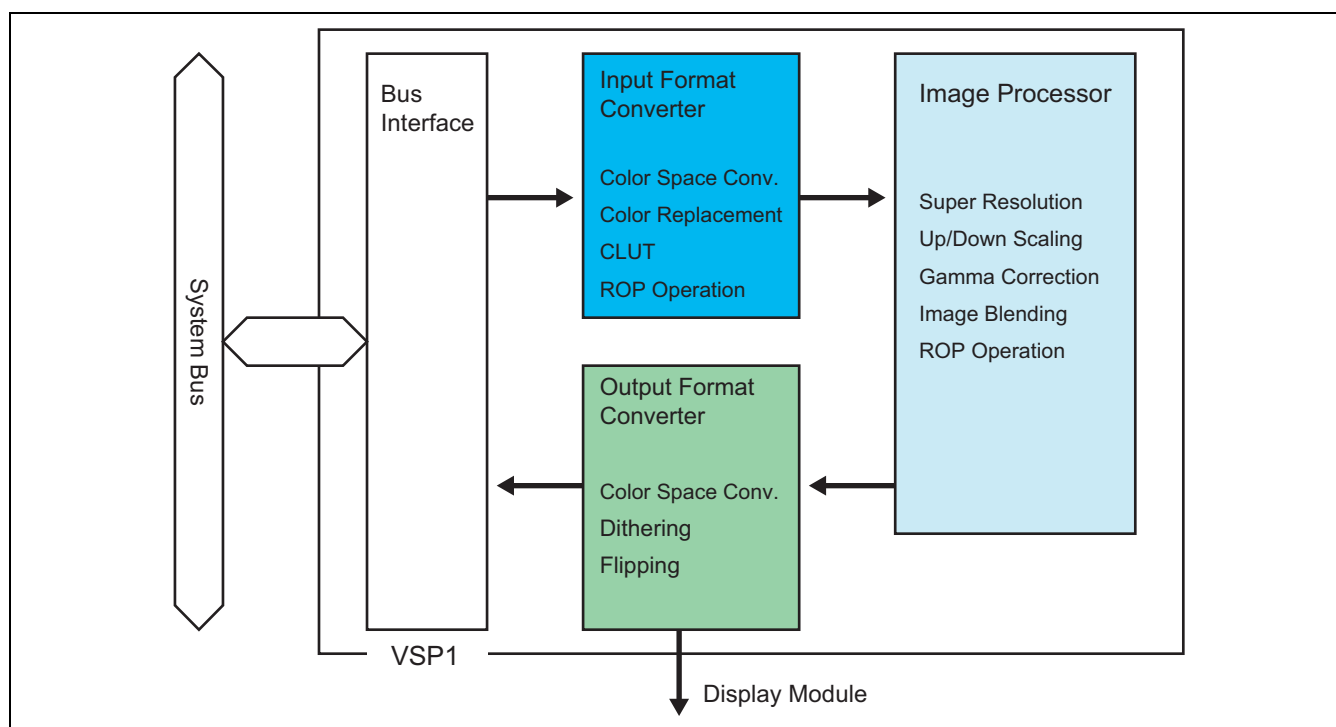 System Bus
Bus
Interface
Input Format
Converter
Color Space Conv.
Color Replacement
CLUT
ROP Operation
Image Processor
Super Resolution
Up/Down Scaling
Gamma Correction
Image Blending
ROP Operation
Output Format
Converter
Color Space Conv.
Dithering
Flipping
VSP1
Display Module